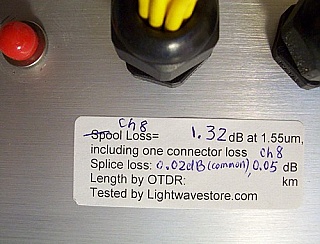 Ch8
Spool Loss= 1.32 dB at 1.55um,
including one connector loss ch8
Splice loss: 0.02dB (common), 0.05 dB
Length by OTDR: km
Tested by Lightwavestore.com